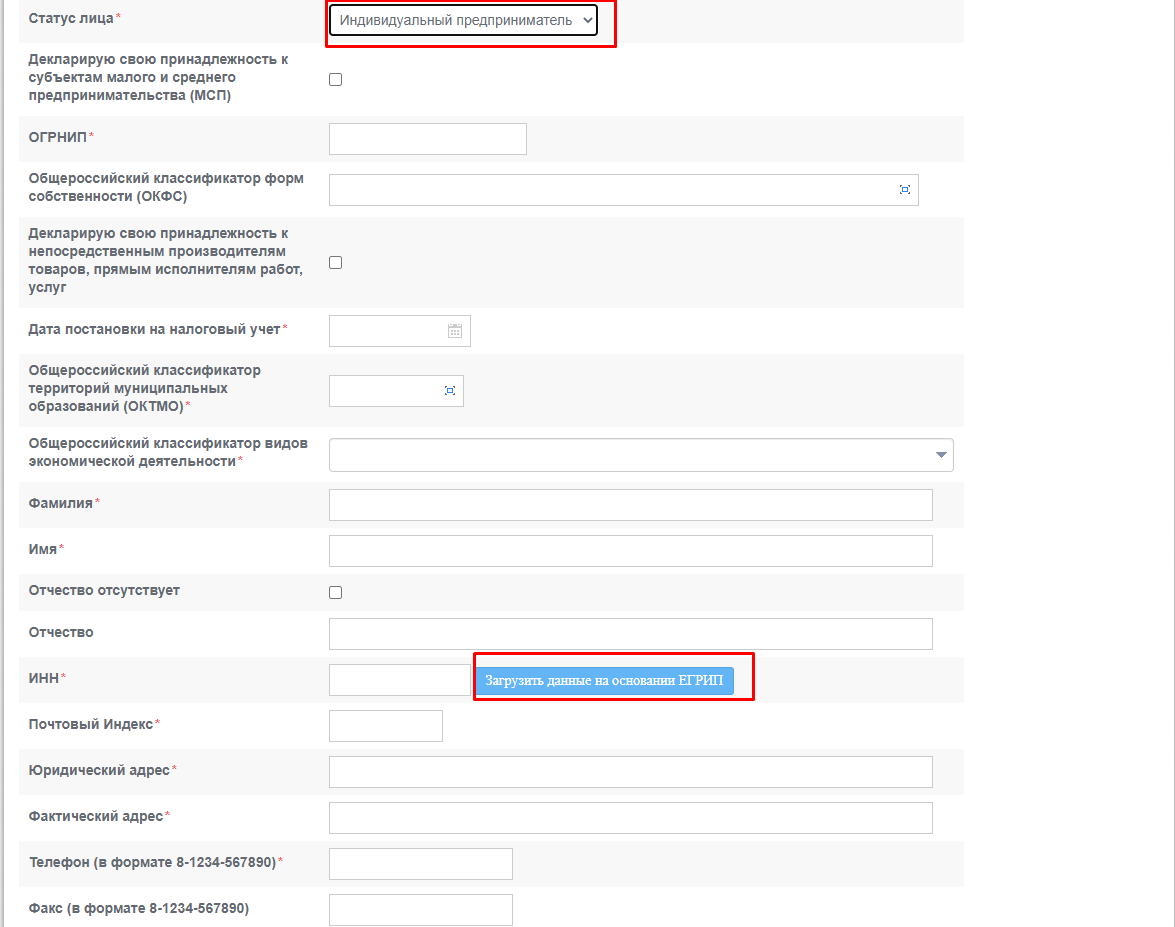 Статус лица*
Индивидуальный предприниматель
Декларирую свою принадлежность к
субъектам малого и среднего
предпринимательства (МСП)
ОГРНИП*
Общероссийский классификатор форм
собственности (ОКФС)
Декларирую свою принадлежность к
непосредственным производителям
товаров, прямым исполнителям работ,
услуг
Дата постановки на налоговый учет*
Общероссийский классификатор
территорий муниципальных
образований (ОКТМО)*
Общероссийский классификатор видов
экономической деятельности*
Фамилия*
Имя*
Отчество отсутствует
Отчество
ИНН*
Загрузить данные на основании ЕГРИП
Почтовый Индекс*
Юридический адрес*
Фактический адрес*
Телефон (в формате 8-1234-567890)*
Факс (в формате 8-1234-567890)